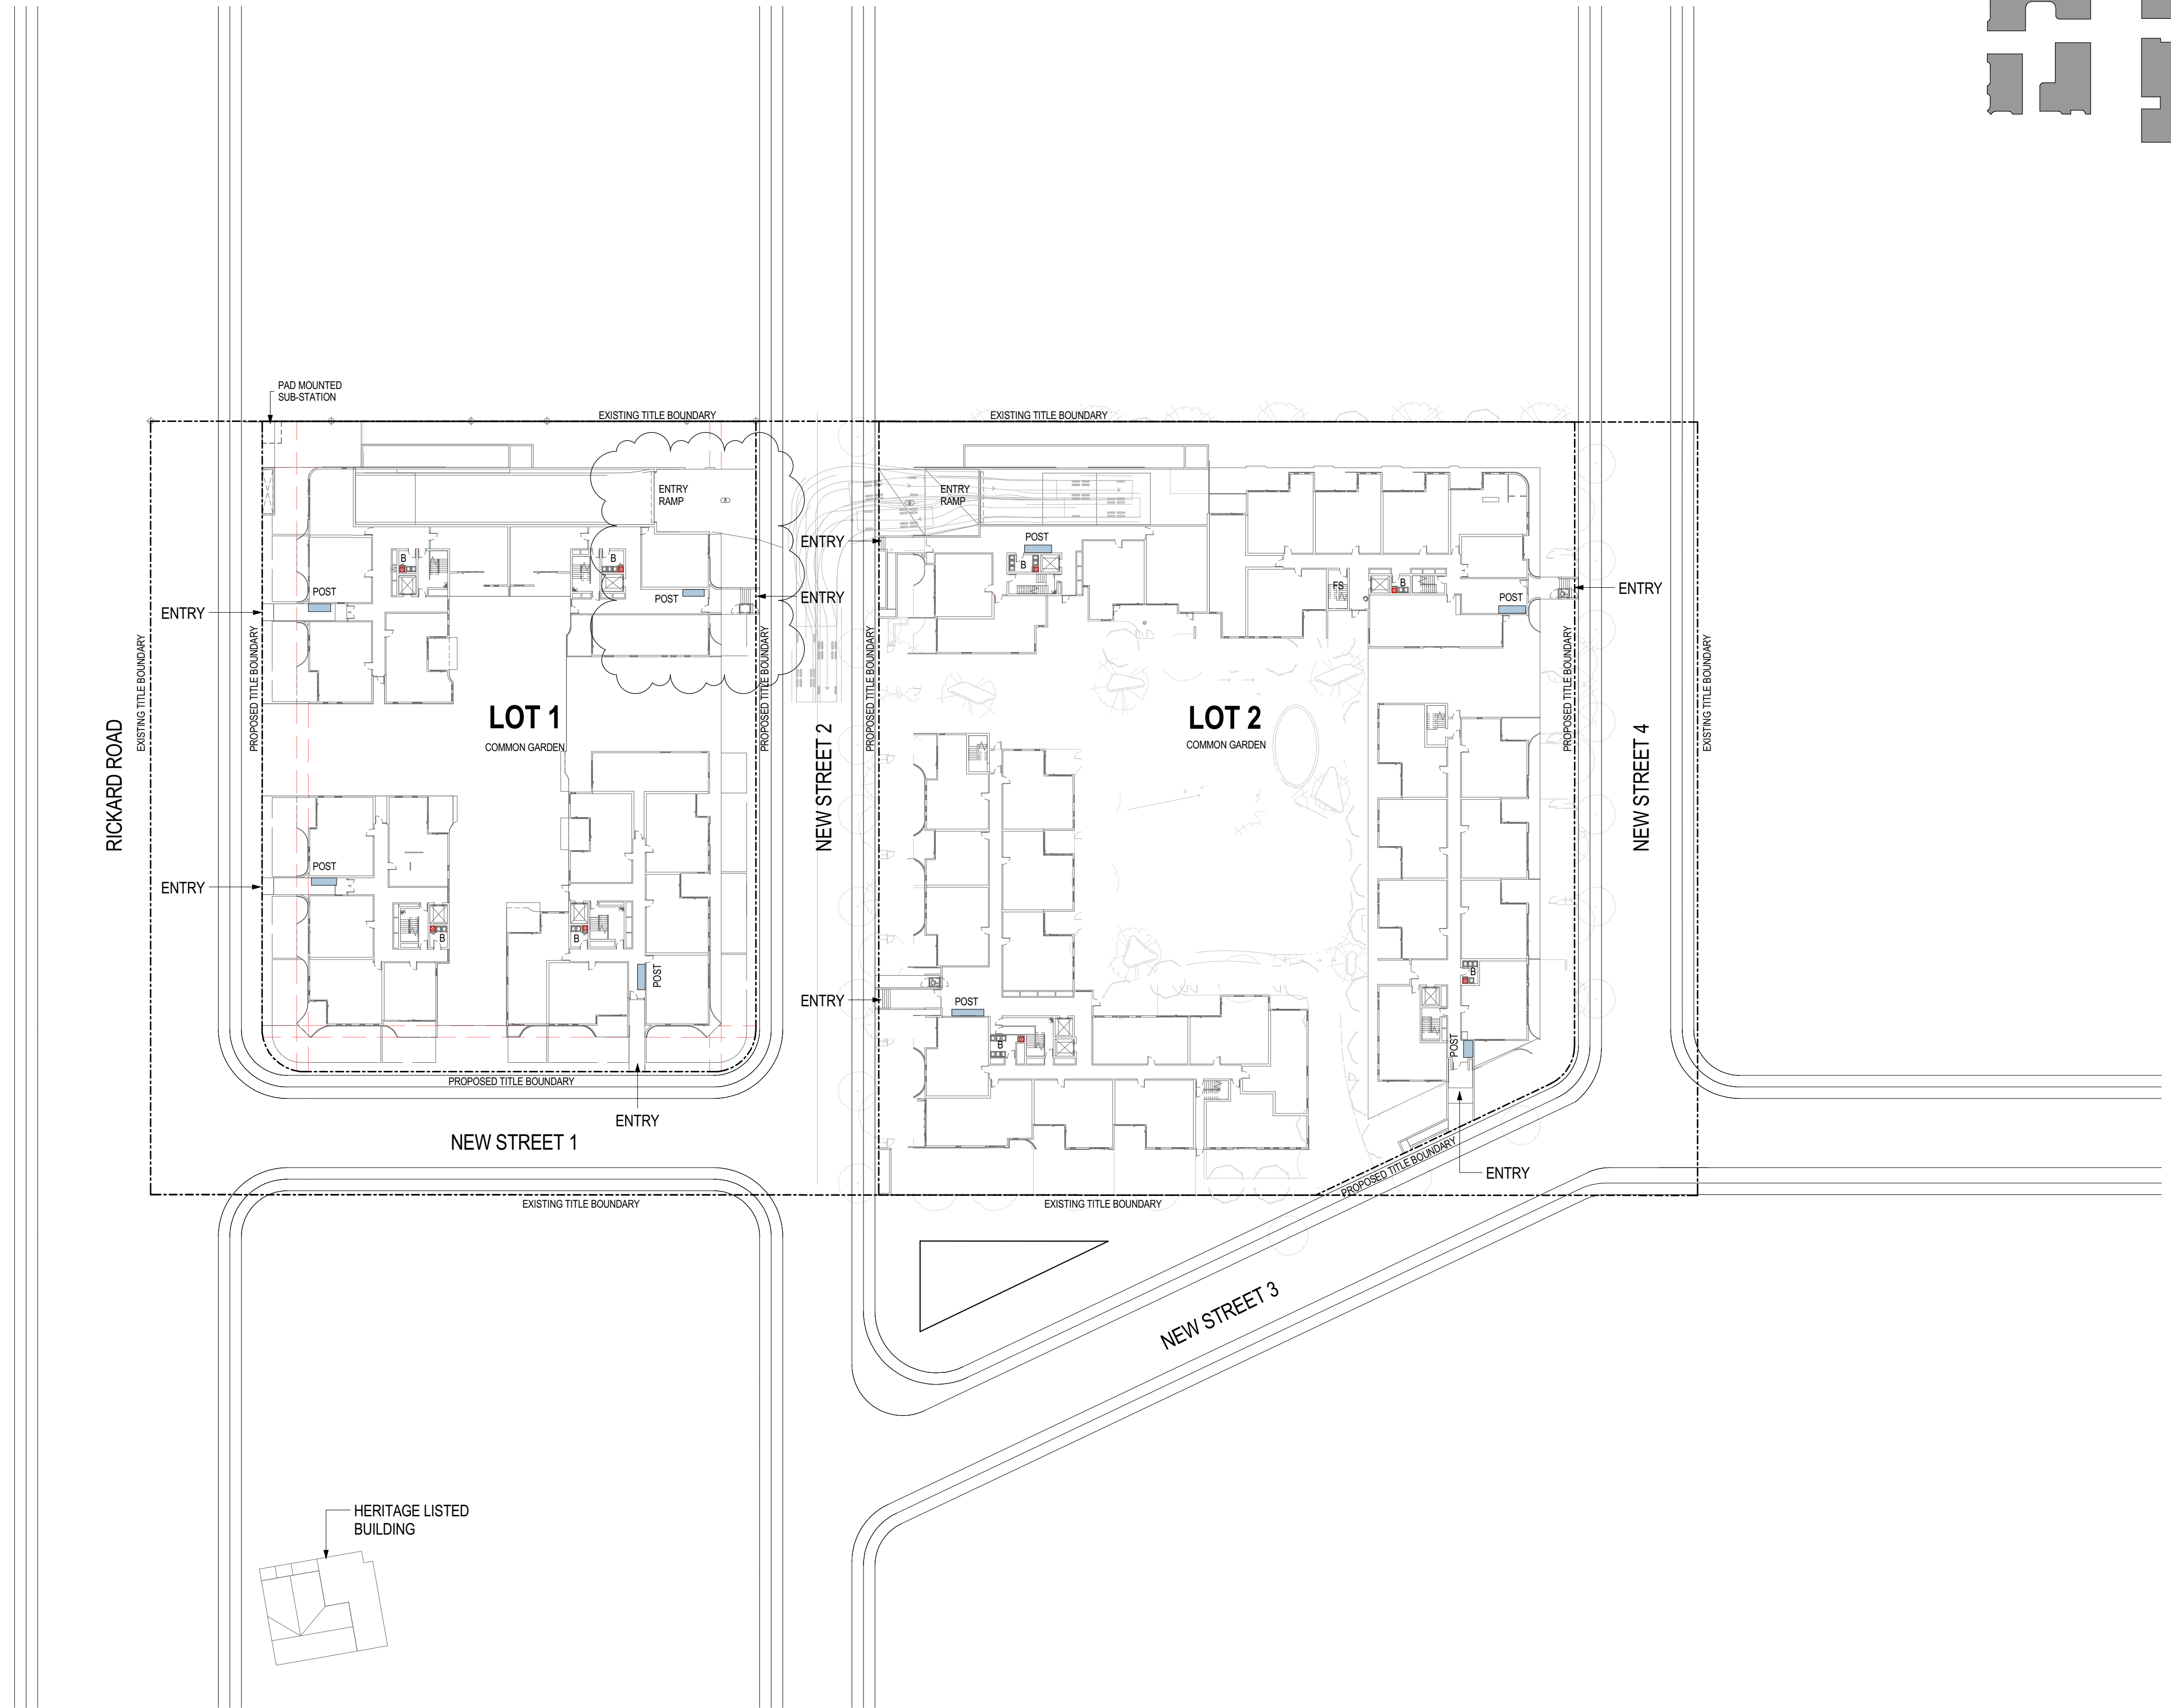 PAD MOUNTED
SUB-STATION
EXISTING TITLE BOUNDARY
EXISTING TITLE BOUNDARY
ENTRY
RAMP
ENTRY
RAMP
ENTRY
POST
B
B
B
B
FS
POST
POST
POST
ENTRY
ENTRY
ENTRY
EXISTING TITLE BOUNDARY
PROPOSED TITLE BOUNDARY
PROPOSED TITLE BOUNDARY
PROPOSED TITLE BOUNDARY
PROPOSED TITLE BOUNDARY
EXISTING TITLE BOUNDARY
LOT 1
COMMON GARDEN
LOT 2
COMMON GARDEN
RICKARD ROAD
NEW STREET 2
NEW STREET 4
POST
ENTRY
B
B
POST
B
ENTRY
POST
B
POST
PROPOSED TITLE BOUNDARY
ENTRY
NEW STREET 1
PROPOSED TITLE BOUNDARY
ENTRY
EXISTING TITLE BOUNDARY
EXISTING TITLE BOUNDARY
NEW STREET 3
HERITAGE LISTED
BUILDING